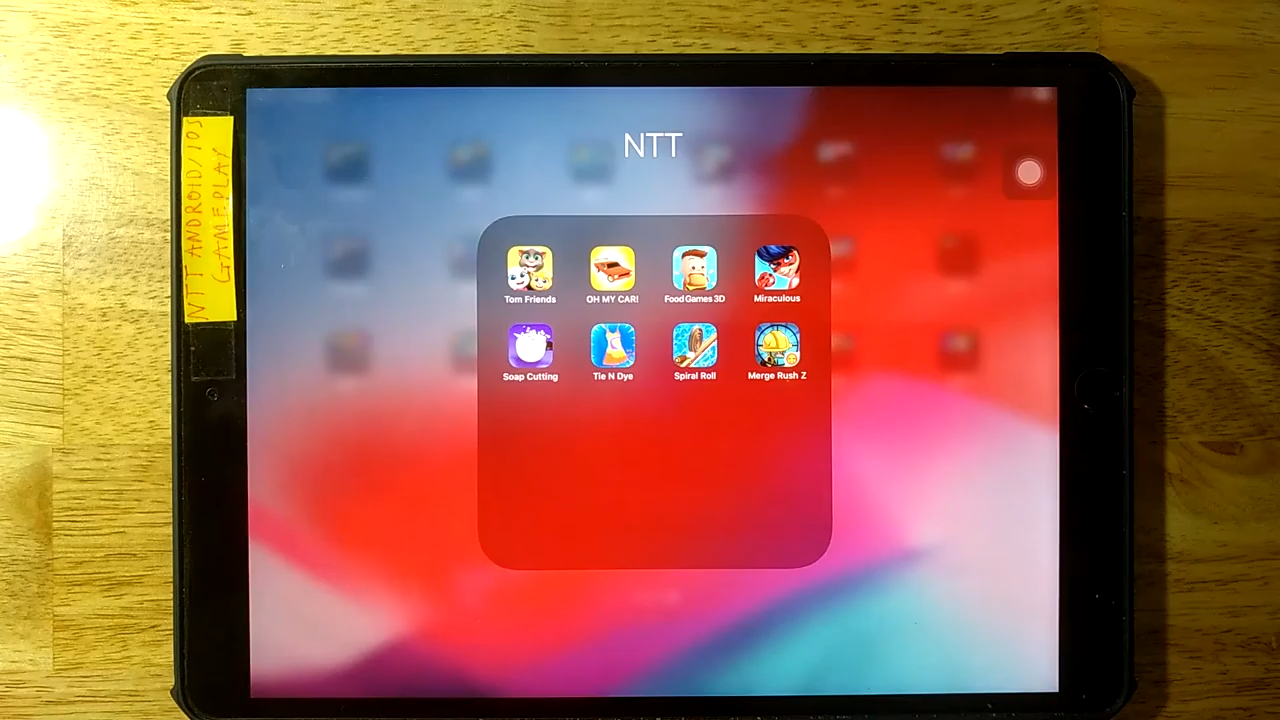 NTT ANDROID/IOS
GAMEPLAY
NTT
Tom Friends
OH MY CAR!
Food Games 3D
Miraculous
Soap Cutting
Tie N Dye
Spiral Roll
Merge Rush Z